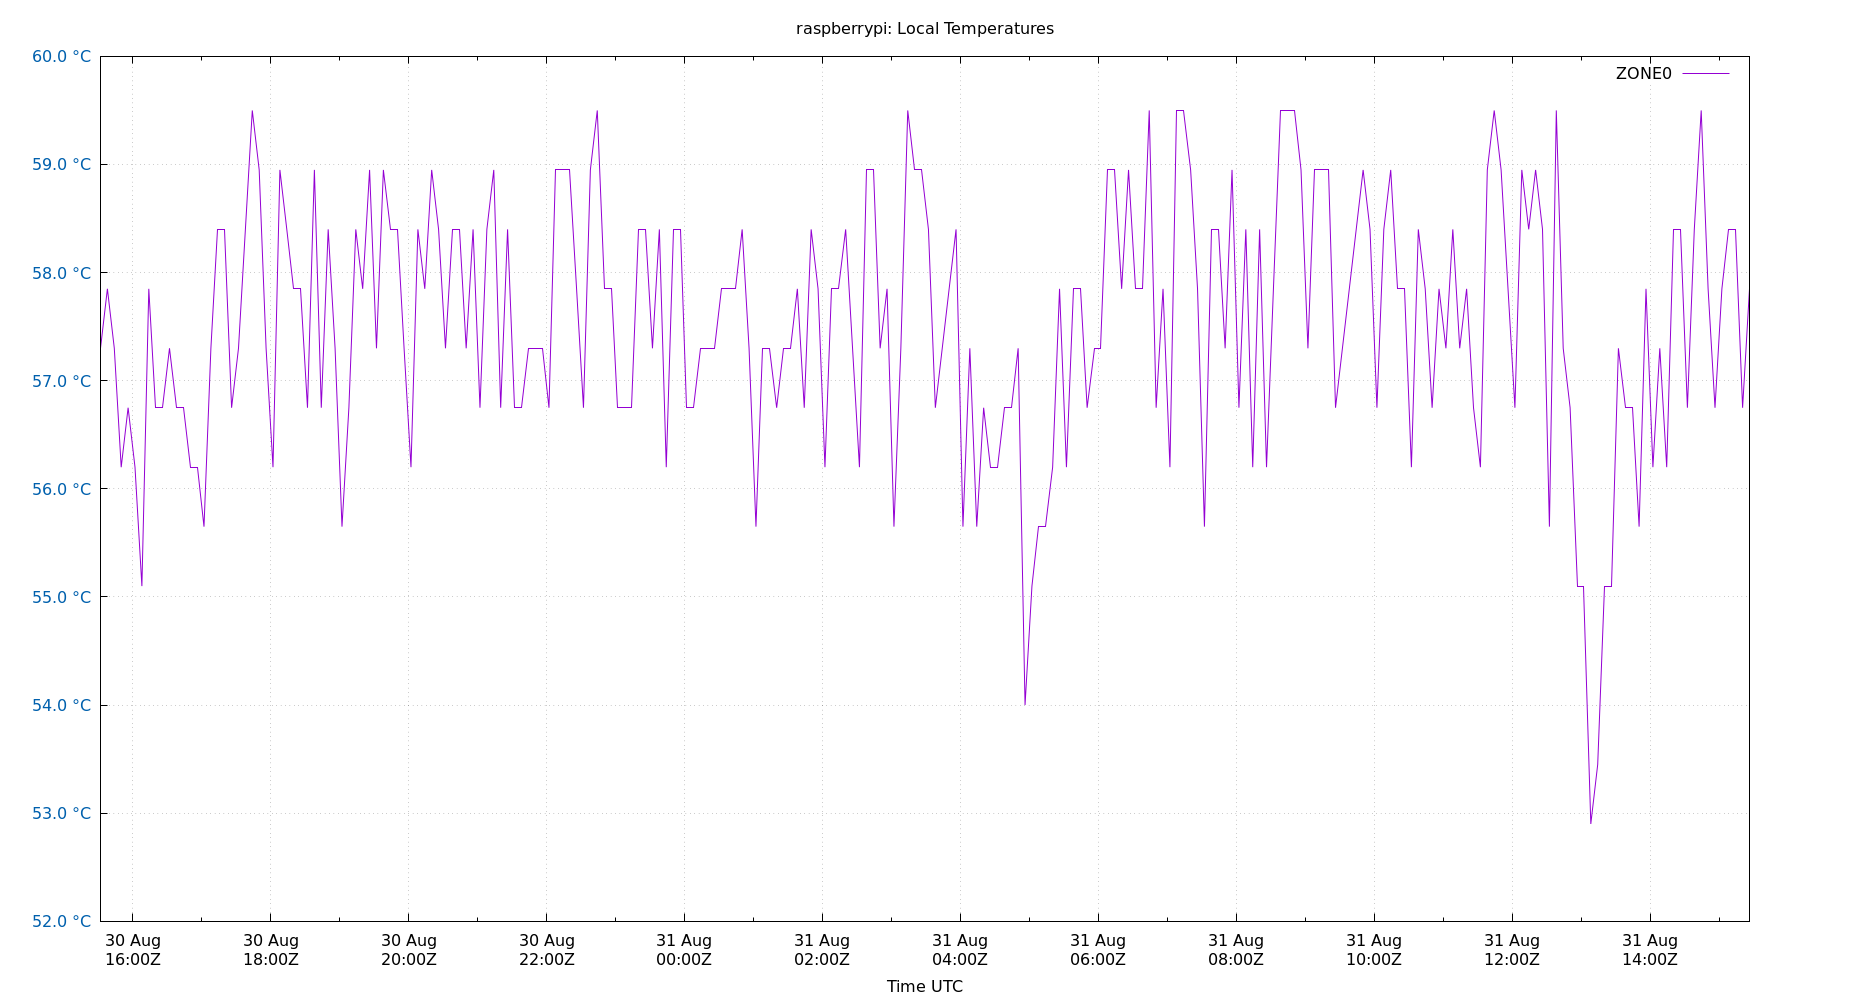 raspberrypi: Local Temperatures
60.0 °C
ZONE0
59.0 °C
58.0 °C
57.0 °C
56.0 °C
55.0 °C
54.0 °C
53.0 °C
52.0 °C
30 Aug 30 Aug 30 Aug 30 Aug 31 Aug 31 Aug 31 Aug 31 Aug 31 Aug 31 Aug 31 Aug 31 Aug
16:00Z 18:00Z 20:00Z 22:00Z 00:00Z 02:00Z 04:00Z 06:00Z 08:00Z 10:00Z 12:00Z 14:00Z
Time UTC